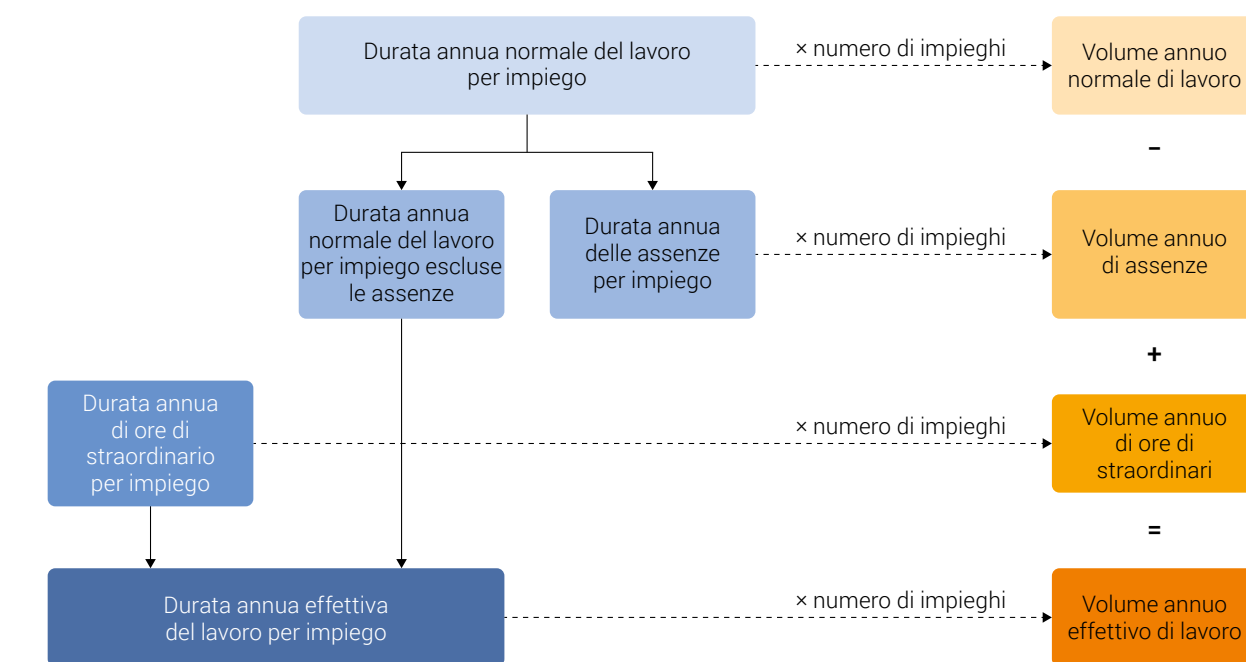 Durata annua normale del lavoro
per impiego
× numero di impieghi
Volume annuo
normale di lavoro
–
Durata annua
normale del lavoro
per impiego escluse
le assenze
Durata annua
delle assenze
per impiego
× numero di impieghi
Volume annuo
di assenze
+
Durata annua
di ore di
straordinario
per impiego
× numero di impieghi
Volume annuo
di ore di
straordinari
=
Durata annua effettiva
del lavoro per impiego
× numero di impieghi
Volume annuo
effettivo di lavoro